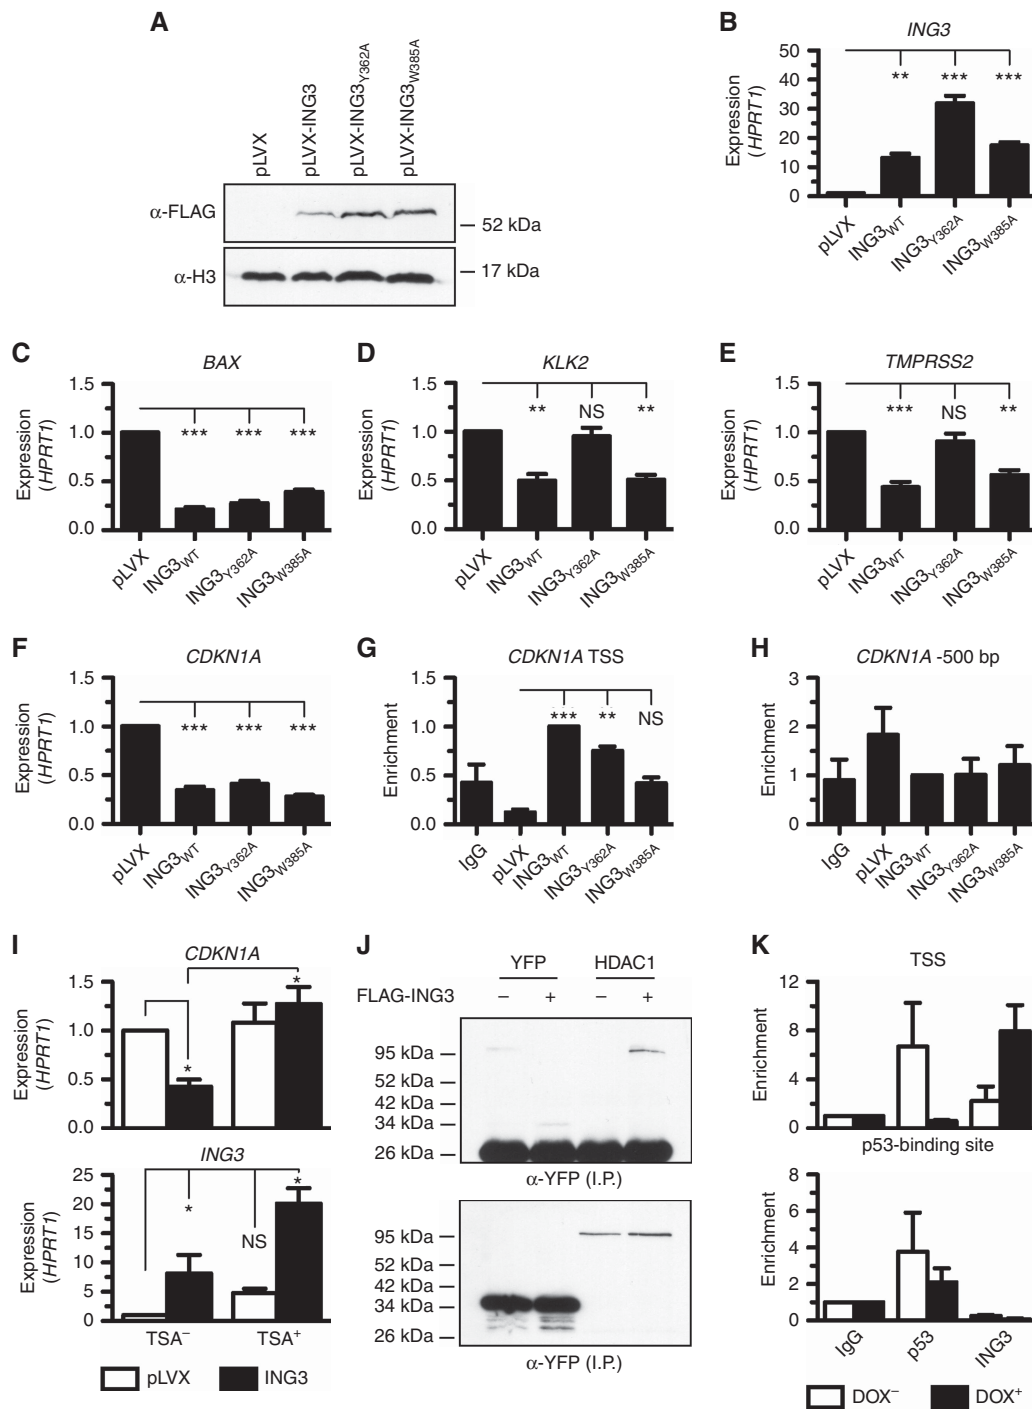 A
pLVX
pLVX-ING3
pLVX-ING3Y362A
pLVX-ING3W385A
α-FLAG
52 kDa
α-H3
17 kDa
B
ING3
Expression
(HPRT1)
50
40
30
20
10
0
** *** ***
pLVX
ING3WT
ING3Y362A
ING3W385A
C
BAX
Expression
(HPRT1)
1.5
1.0
0.5
0.0
*** *** ***
pLVX
ING3WT
ING3Y362A
ING3W385A
D
KLK2
Expression
(HPRT1)
1.5
1.0
0.5
0.0
** NS **
pLVX
ING3WT
ING3Y362A
ING3W385A
E
TMPRSS2
Expression
(HPRT1)
1.5
1.0
0.5
0.0
*** NS **
pLVX
ING3WT
ING3Y362A
ING3W385A
F
CDKN1A
Expression
(HPRT1)
1.5
1.0
0.5
0.0
*** *** ***
pLVX
ING3WT
ING3Y362A
ING3W385A
G
CDKN1A TSS
Enrichment
1.5
1.0
0.5
0.0
*** ** NS
IgG
pLVX
ING3WT
ING3Y362A
ING3W385A
H
CDKN1A -500 bp
Enrichment
3
2
1
0
IgG
pLVX
ING3WT
ING3Y362A
ING3W385A
I
CDKN1A
Expression
(HPRT1)
1.5
1.0
0.5
0.0
* *
ING3
Expression
(HPRT1)
25
20
15
10
5
0
* NS *
TSA− TSA+
pLVX ING3
J
YFP HDAC1
FLAG-ING3 − + − +
95 kDa
52 kDa
42 kDa
34 kDa
26 kDa
α-YFP (I.P.)
95 kDa
52 kDa
42 kDa
34 kDa
26 kDa
α-YFP (I.P.)
K
TSS
Enrichment
12
8
4
0
p53-binding site
Enrichment
8
6
4
2
0
IgG
p53
ING3
DOX− DOX+